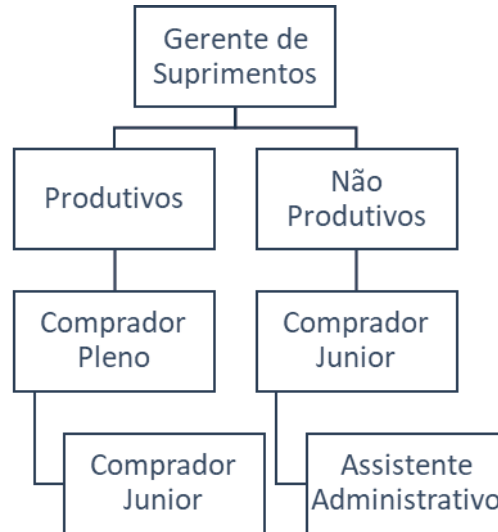 Gerente de
Suprimentos
Produtivos
Não
Produtivos
Comprador
Pleno
Comprador
Junior
Comprador
Junior
Assistente
Administrativo